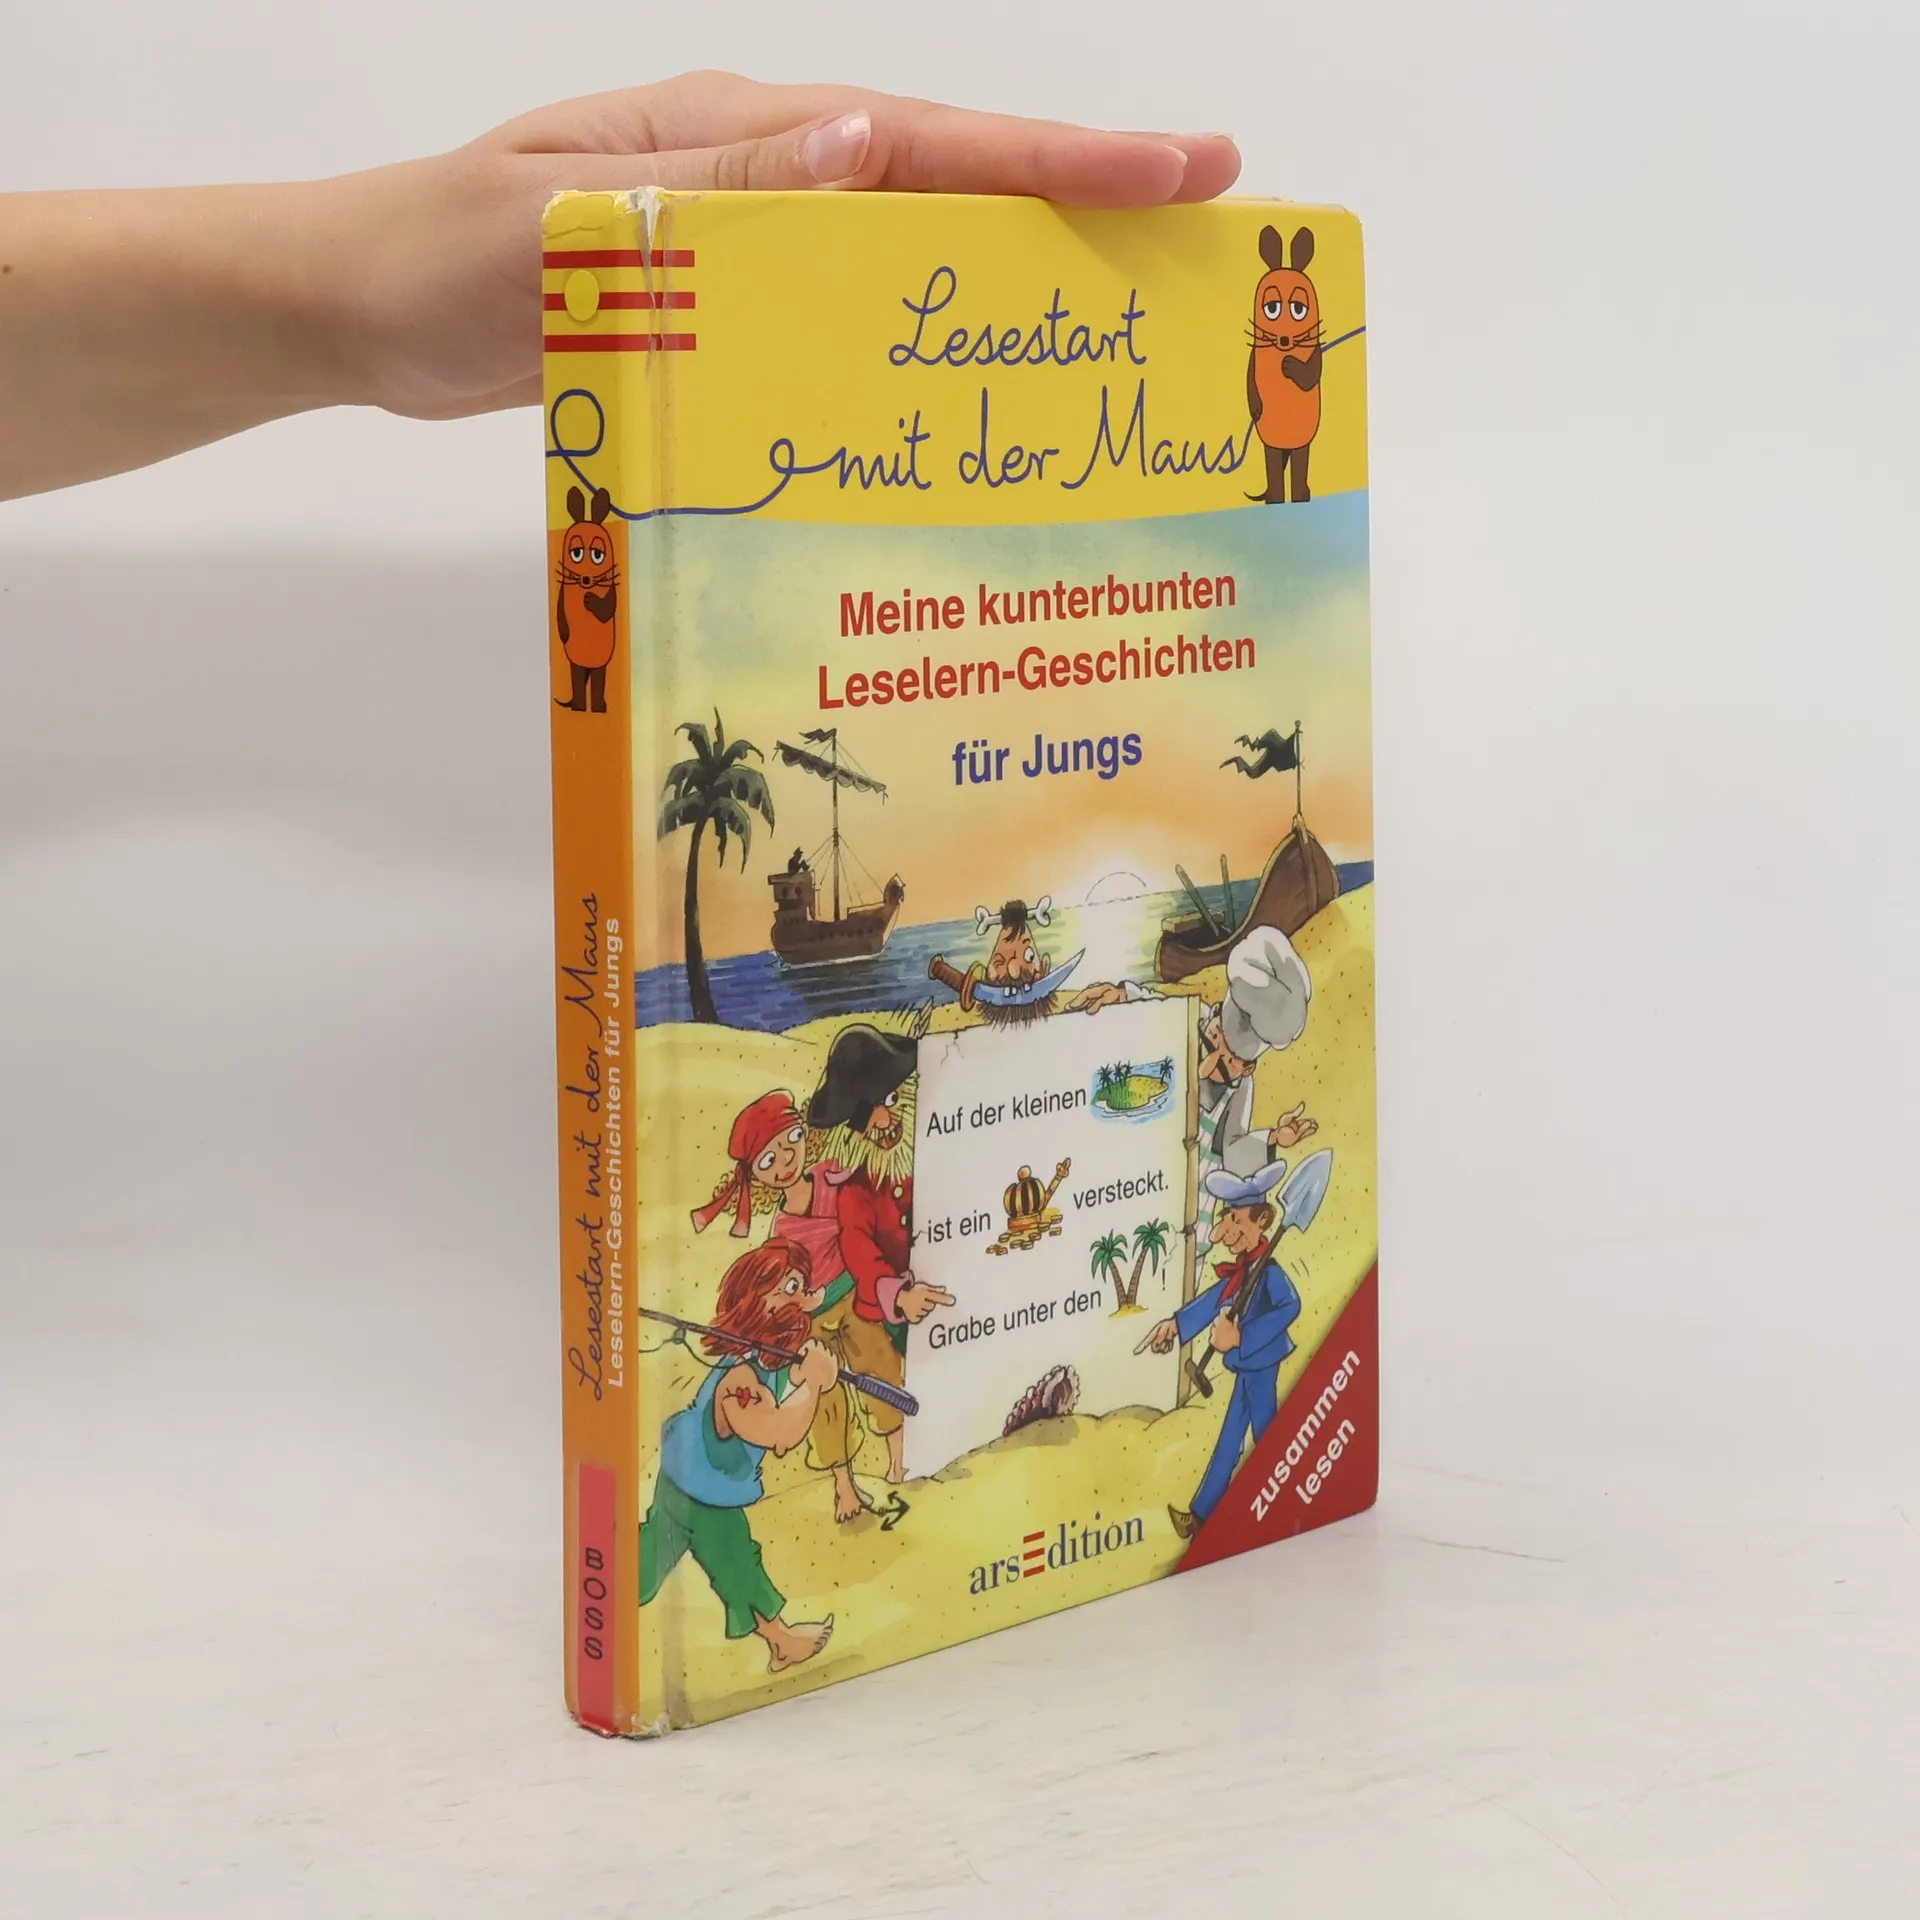 Lesestart
mit der Maus
Meine kunterbunten
Leselern-Geschichten
für Jungs
Auf der kleinen
ist ein versteckt.
Grabe unter den !
zusammen
lesen
arsEdition
Lesestart mit der Maus
Leselern-Geschichten für Jungs
BOSS